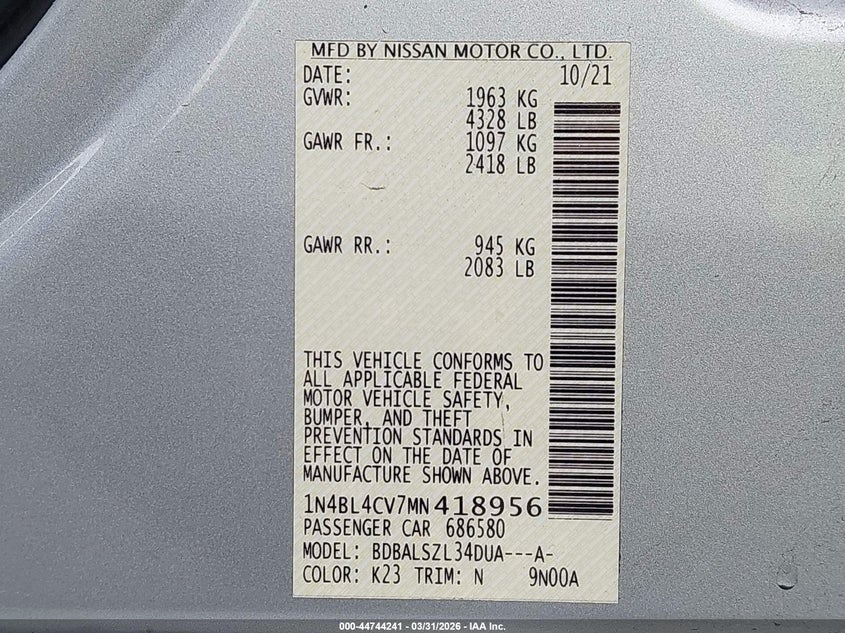 MFD BY NISSAN MOTOR CO., LTD.
DATE: 10/21
GVWR: 1963 KG
4328 LB
GAWR FR.: 1097 KG
2418 LB
GAWR RR.: 945 KG
2083 LB
THIS VEHICLE CONFORMS TO
ALL APPLICABLE FEDERAL
MOTOR VEHICLE SAFETY,
BUMPER, AND THEFT
PREVENTION STANDARDS IN
EFFECT ON THE DATE OF
MANUFACTURE SHOWN ABOVE.
1N4BL4CV7MN418956
PASSENGER CAR 686580
MODEL: BDBALSZL34DUA---A-
COLOR: K23 TRIM: N 9N00A
000-44744241 - 03/31/2026 - IAA Inc.